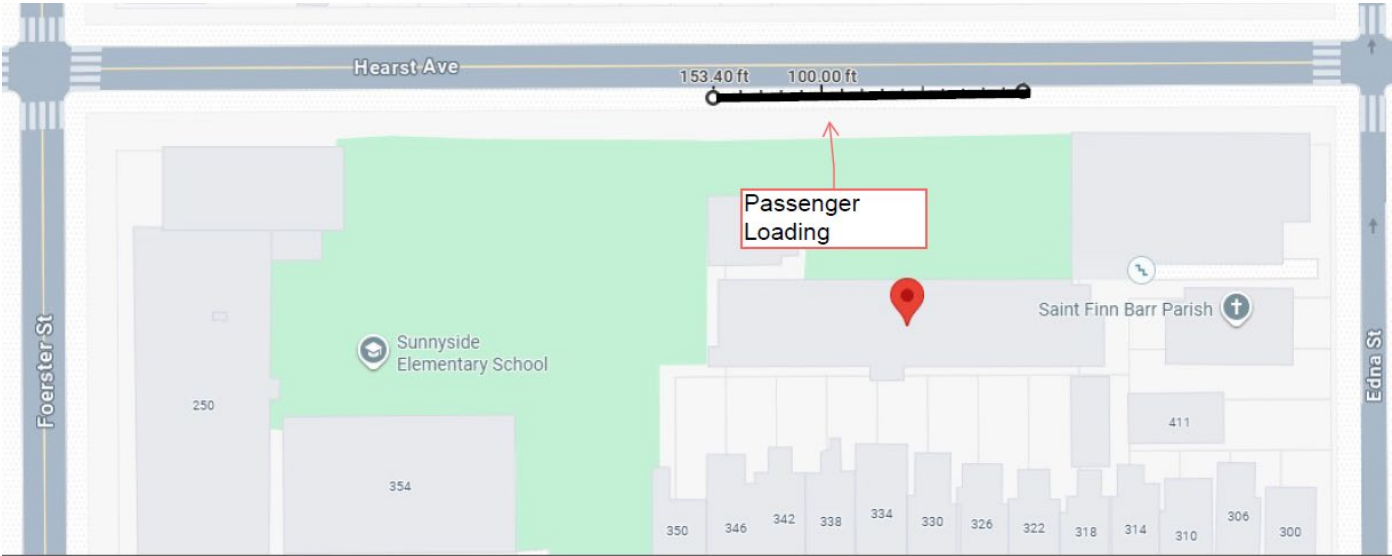 Hearst Ave
153.40 ft
100.00 ft
Passenger
Loading
Saint Finn Barr Parish
Sunnyside
Elementary School
Foerster St
Edna St
250
411
354
350
346
342
338
334
330
326
322
318
314
310
306
300